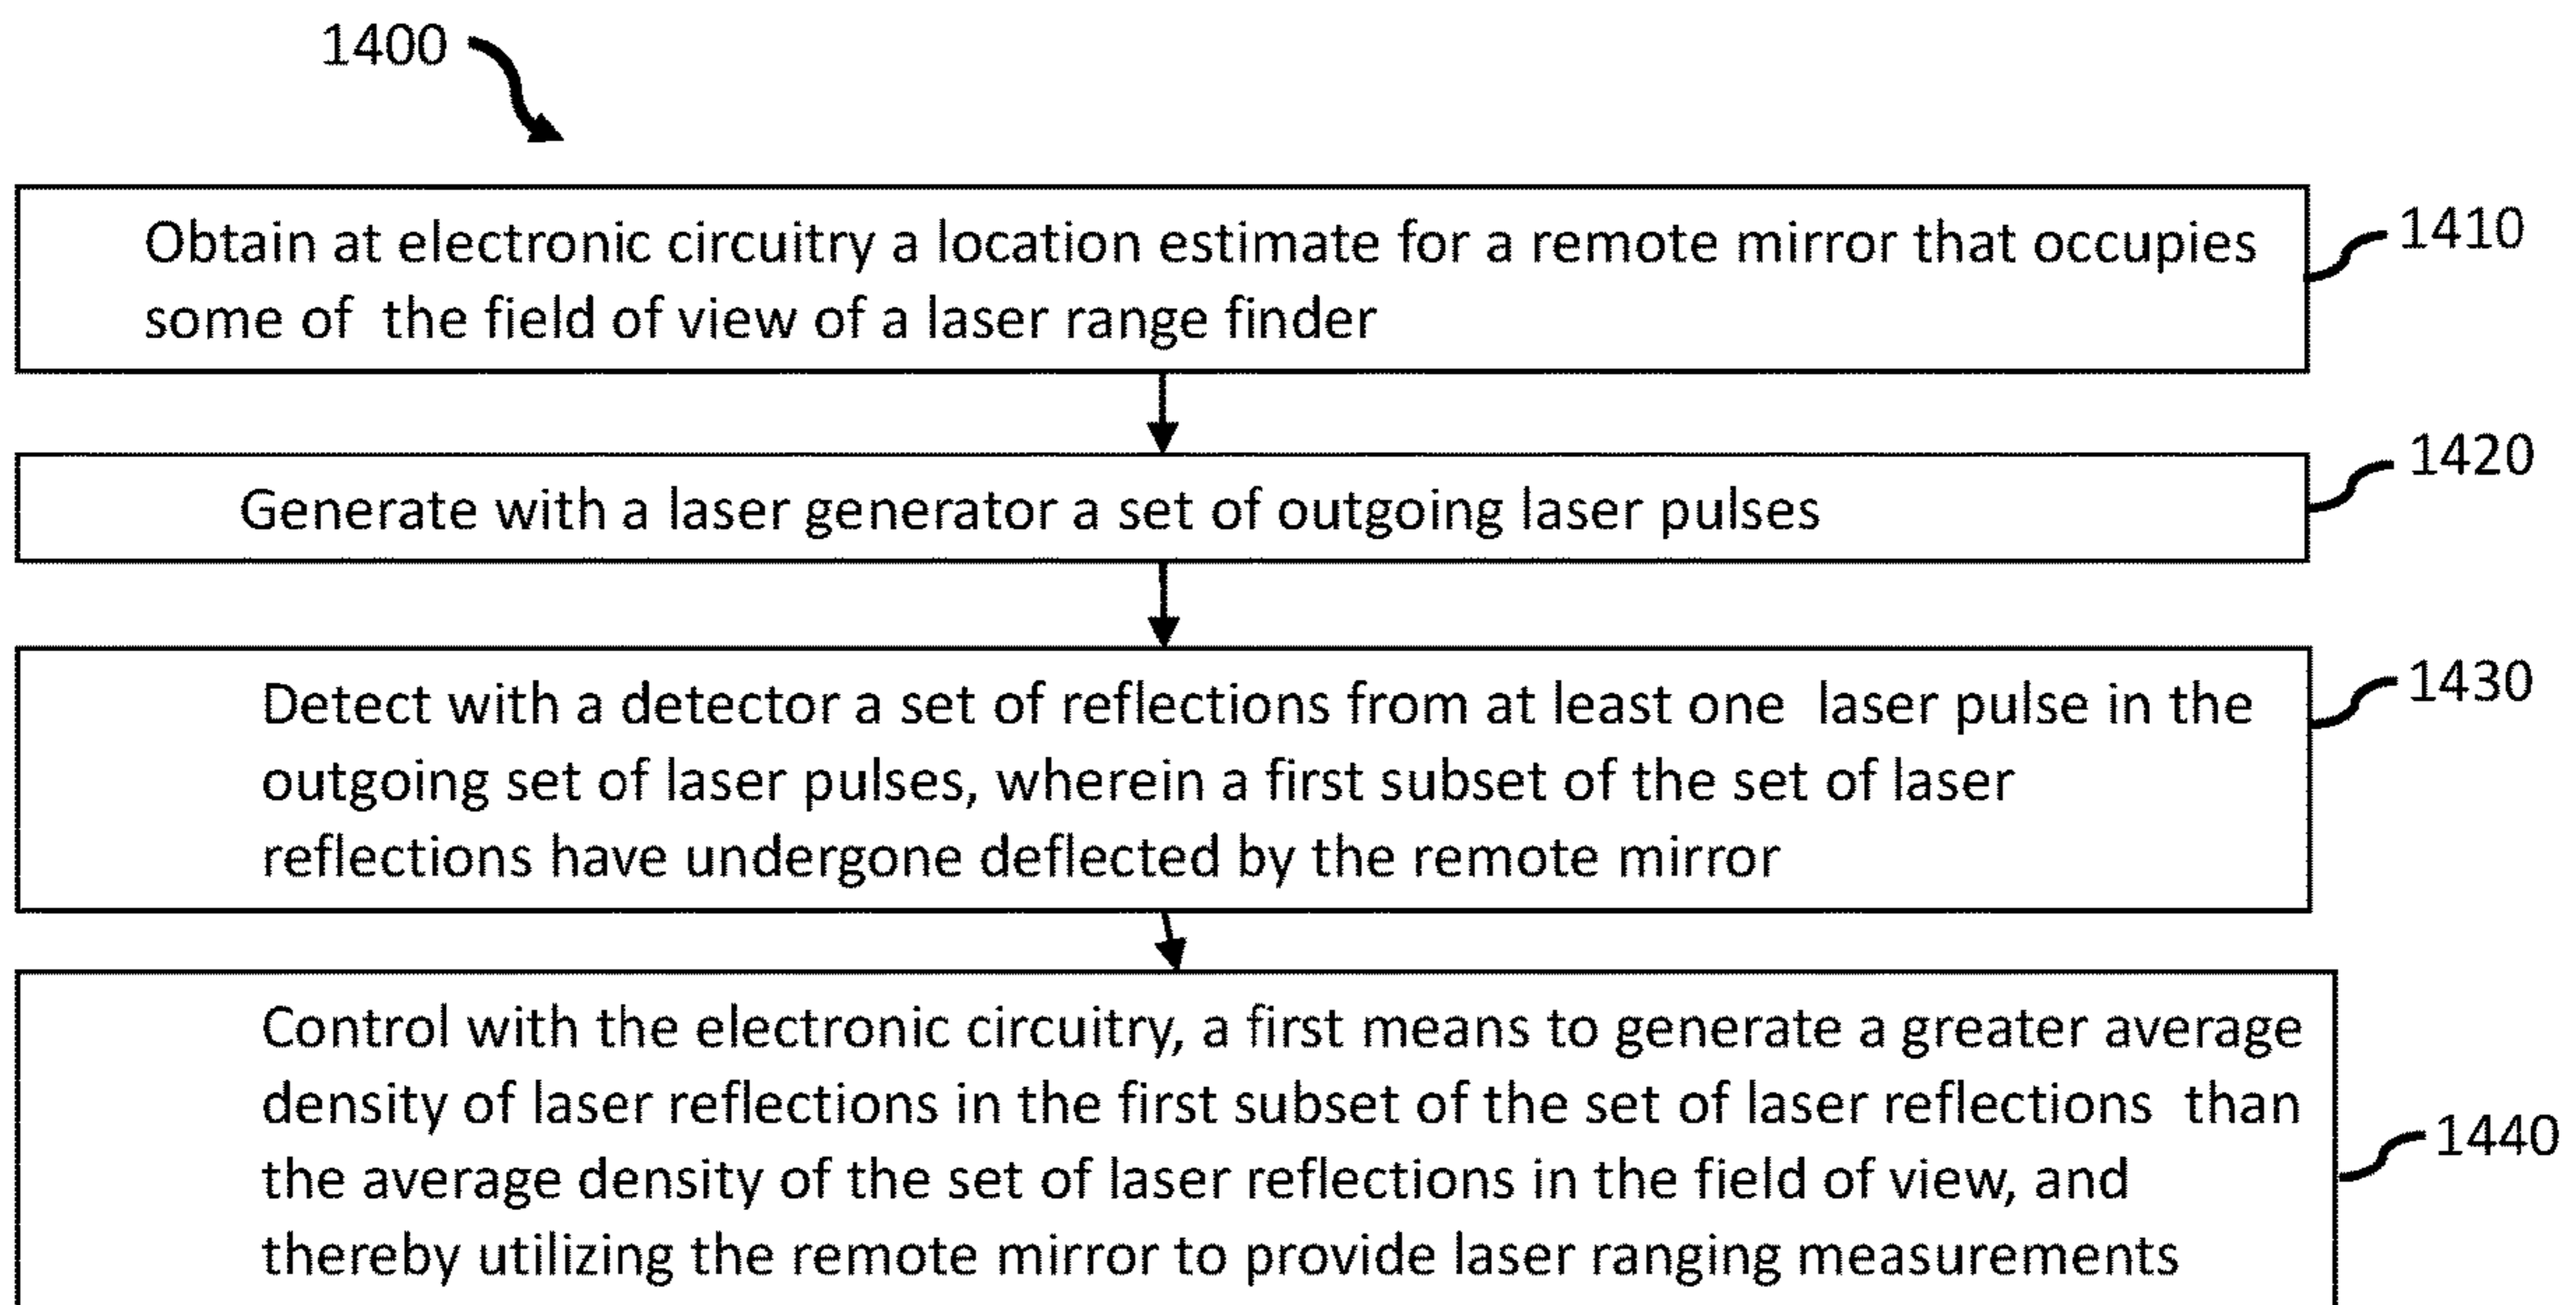 1400
Obtain at electronic circuitry a location estimate for a remote mirror that occupies
some of the field of view of a laser range finder
1410
Generate with a laser generator a set of outgoing laser pulses
1420
Detect with a detector a set of reflections from at least one laser pulse in the
outgoing set of laser pulses, wherein a first subset of the set of laser
reflections have undergone deflected by the remote mirror
1430
Control with the electronic circuitry, a first means to generate a greater average
density of laser reflections in the first subset of the set of laser reflections than
the average density of the set of laser reflections in the field of view, and
thereby utilizing the remote mirror to provide laser ranging measurements
1440